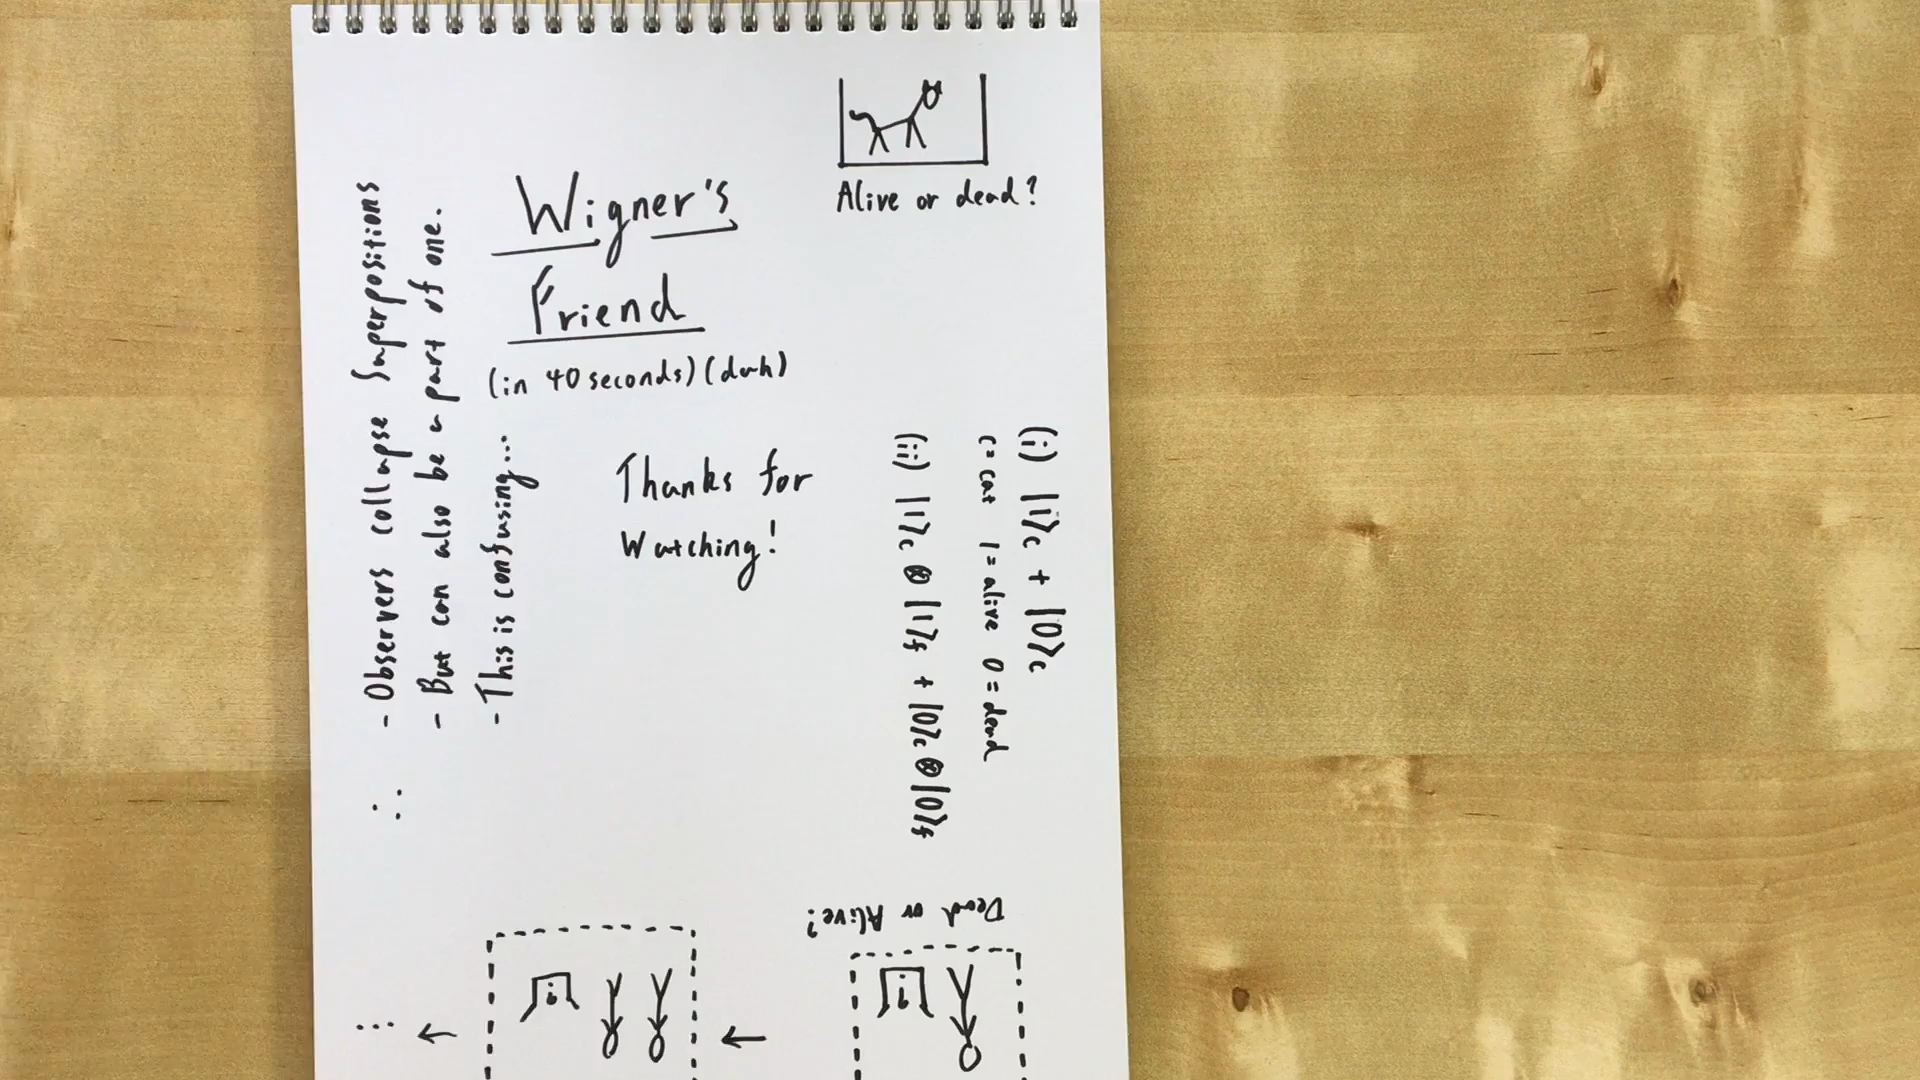 Wigner's
Friend
(in 40 seconds) (duh)
Alive or dead?
(i) |1⟩c + |0⟩c
c = cat 1 = alive 0 = dead
(ii) |1⟩c ⊗ |1⟩f + |0⟩c ⊗ |0⟩f
Dead or Alive?
?
?
∴ - Observers collapse superpositions
- But can also be a part of one.
- This is confusing...
Thanks for
Watching!